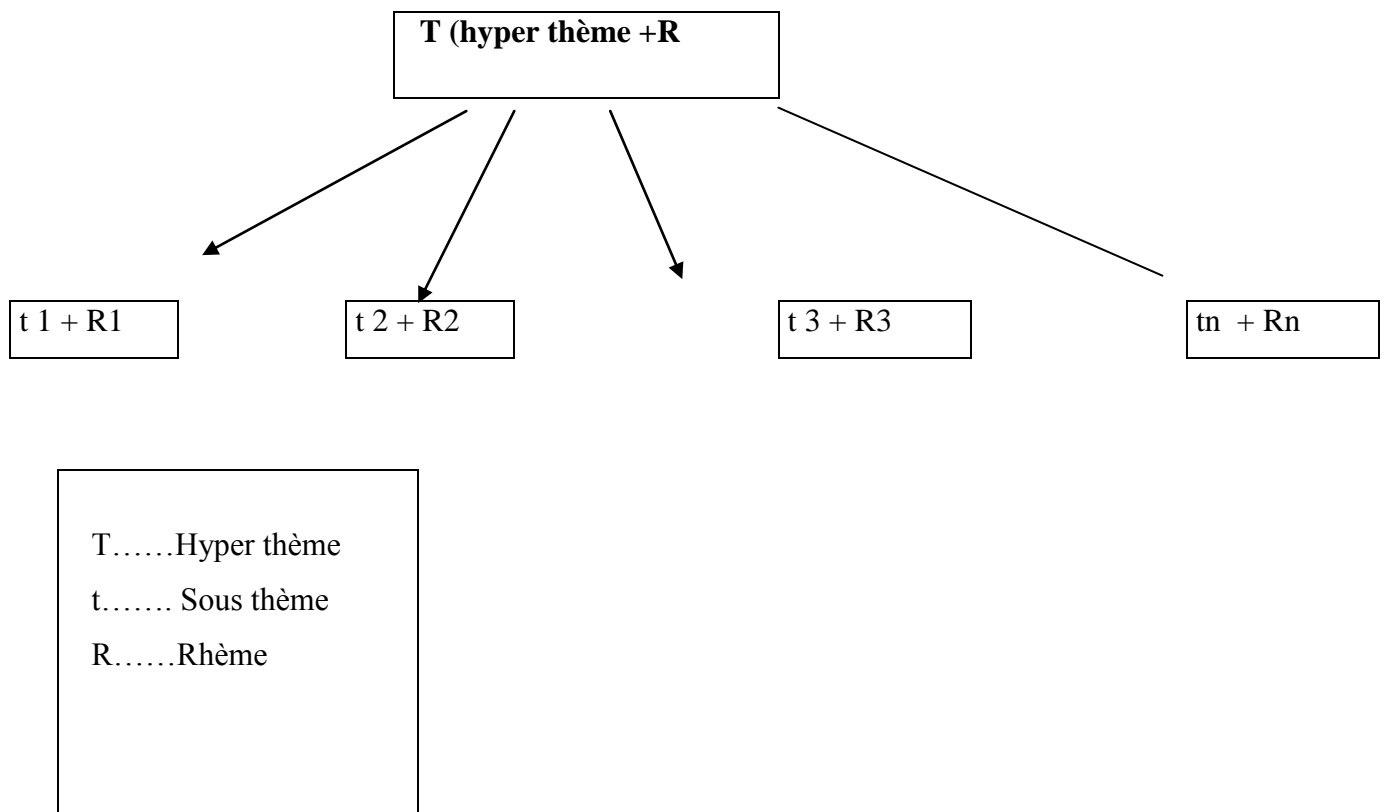 T (hyper thème +R
t 1 + R1
t 2 + R2
t 3 + R3
tn + Rn
T……Hyper thème
t……. Sous thème
R……Rhème